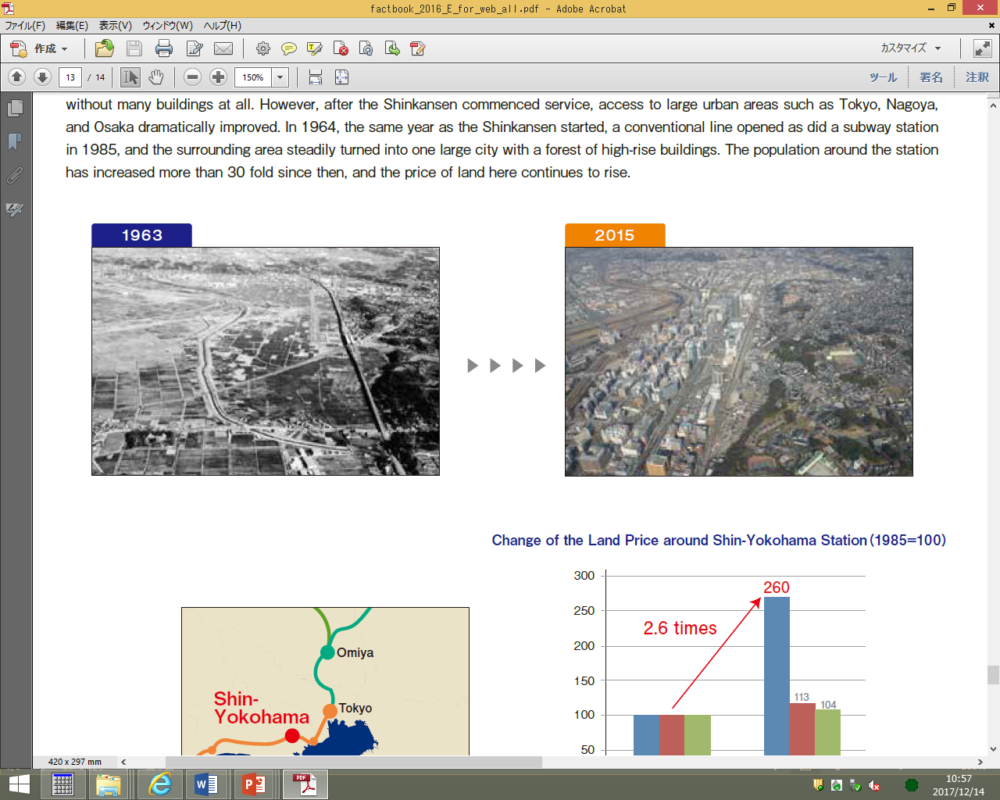 factbook_2016_E_for_web_all.pdf - Adobe Acrobat
ファイル(F) 編集(E) 表示(V) ウィンドウ(W) ヘルプ(H)
作成 カスタマイズ
13 / 14 150% ツール 署名 注釈
without many buildings at all. However, after the Shinkansen commenced service, access to large urban areas such as Tokyo, Nagoya,
and Osaka dramatically improved. In 1964, the same year as the Shinkansen started, a conventional line opened as did a subway station
in 1985, and the surrounding area steadily turned into one large city with a forest of high-rise buildings. The population around the station
has increased more than 30 fold since then, and the price of land here continues to rise.
1963
2015
Change of the Land Price around Shin-Yokohama Station (1985=100)
300
250
200
150
100
50
260
2.6 times
113
104
Omiya
Shin-
Yokohama
Tokyo
420 x 297 mm
PDF
10:57
2017/12/14